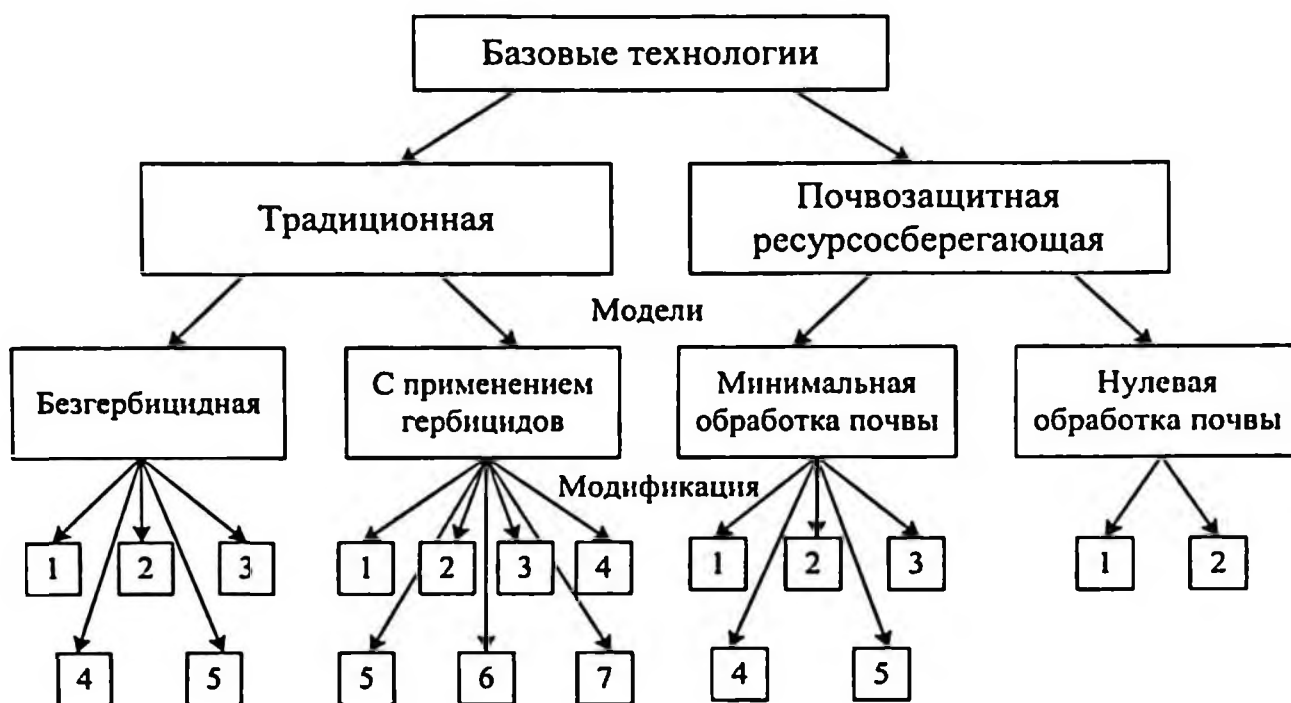 Базовые технологии
Традиционная
Почвозащитная
ресурсосберегающая
Модели
Безгербицидная
С применением
гербицидов
Минимальная
обработка почвы
Нулевая
обработка почвы
Модификация
1 2 3
1 2 3 4
1 2 3
1 2
4 5
5 6 7
4 5